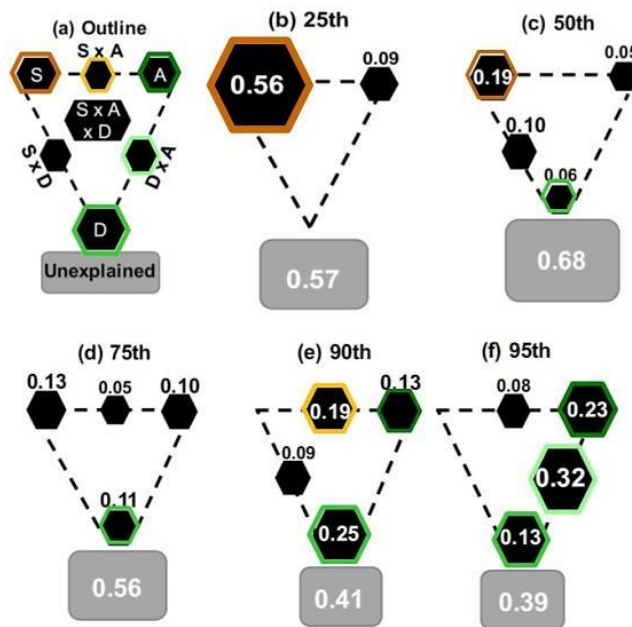 (a) Outline
S x A
S
A
S x A
x D
S x D
D x A
D
Unexplained
(b) 25th
0.56
0.09
0.57
(c) 50th
0.19
0.05
0.10
0.06
0.68
(d) 75th
0.13
0.05
0.10
0.11
0.56
(e) 90th
0.19
0.13
0.09
0.25
0.41
(f) 95th
0.08
0.23
0.32
0.13
0.39